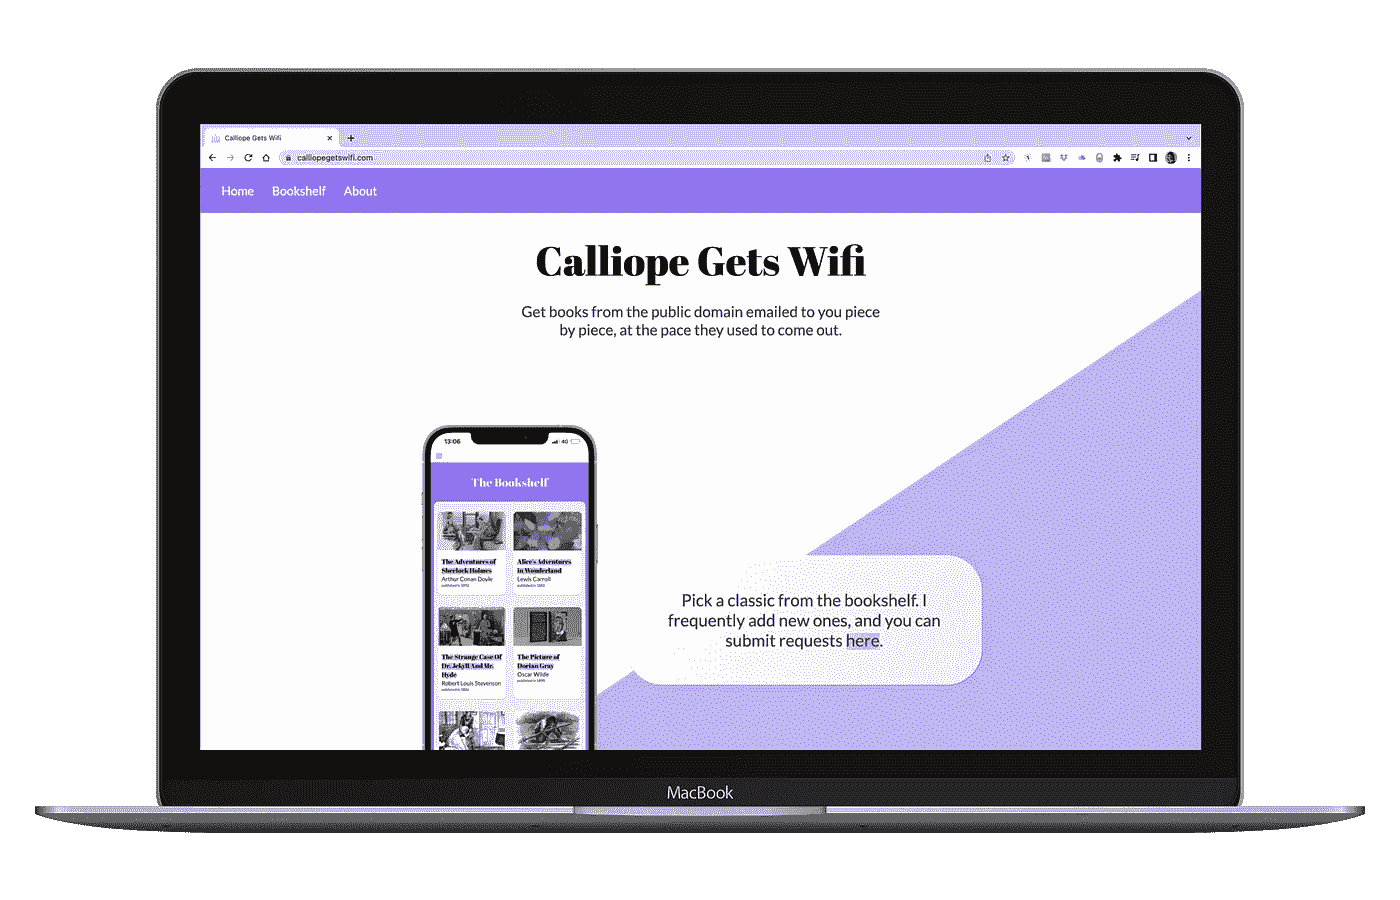 Calliope Gets Wifi
calliopegetswifi.com
Home Bookshelf About
Calliope Gets Wifi
Get books from the public domain emailed to you piece
by piece, at the pace they used to come out.
13:06 4G
The Bookshelf
The Adventures of
Sherlock Holmes
Arthur Conan Doyle
published in 1892
Alice's Adventures
in Wonderland
Lewis Carroll
published in 1865
The Strange Case Of
Dr. Jekyll And Mr.
Hyde
Robert Louis Stevenson
published in 1886
The Picture of
Dorian Gray
Oscar Wilde
published in 1890
Pick a classic from the bookshelf. I
frequently add new ones, and you can
submit requests here.
MacBook